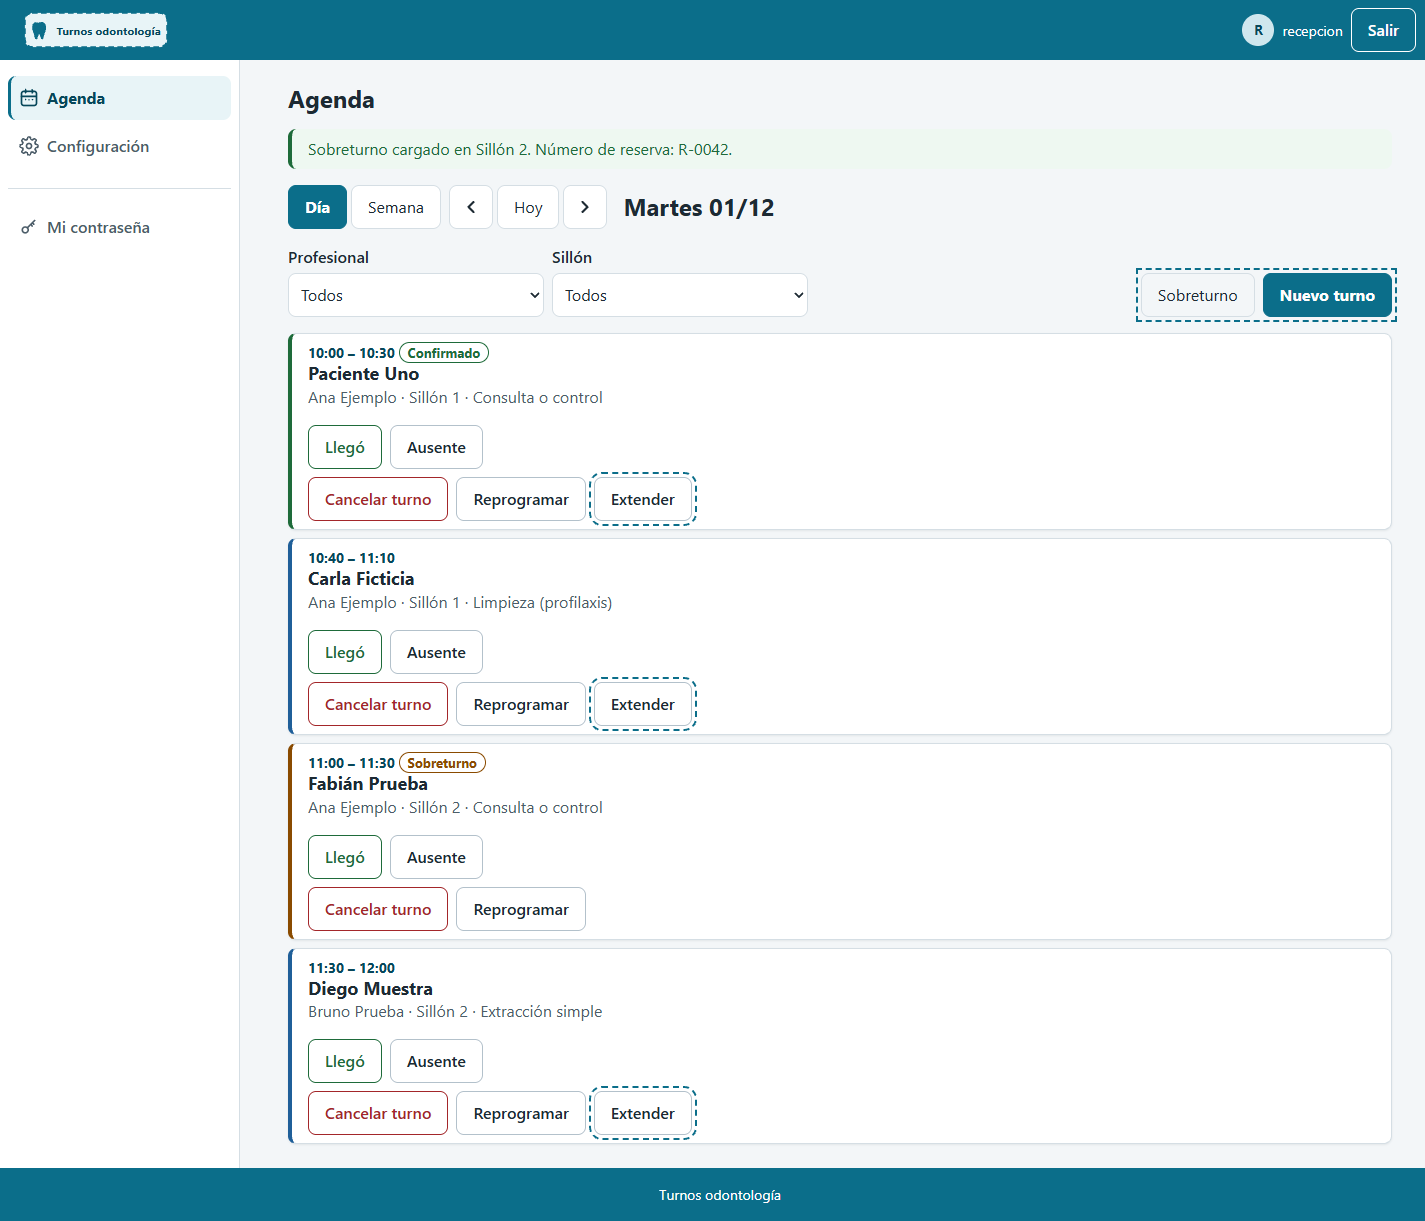 Turnos odontología
R recepcion Salir
Agenda
Configuración
Mi contraseña
Agenda
Sobreturno cargado en Sillón 2. Número de reserva: R-0042.
Día Semana Hoy Martes 01/12
Profesional Sillón
Todos Todos Sobreturno Nuevo turno
10:00 – 10:30 Confirmado
Paciente Uno
Ana Ejemplo · Sillón 1 · Consulta o control
Llegó Ausente
Cancelar turno Reprogramar Extender
10:40 – 11:10
Carla Ficticia
Ana Ejemplo · Sillón 1 · Limpieza (profilaxis)
Llegó Ausente
Cancelar turno Reprogramar Extender
11:00 – 11:30 Sobreturno
Fabián Prueba
Ana Ejemplo · Sillón 2 · Consulta o control
Llegó Ausente
Cancelar turno Reprogramar
11:30 – 12:00
Diego Muestra
Bruno Prueba · Sillón 2 · Extracción simple
Llegó Ausente
Cancelar turno Reprogramar Extender
Turnos odontología